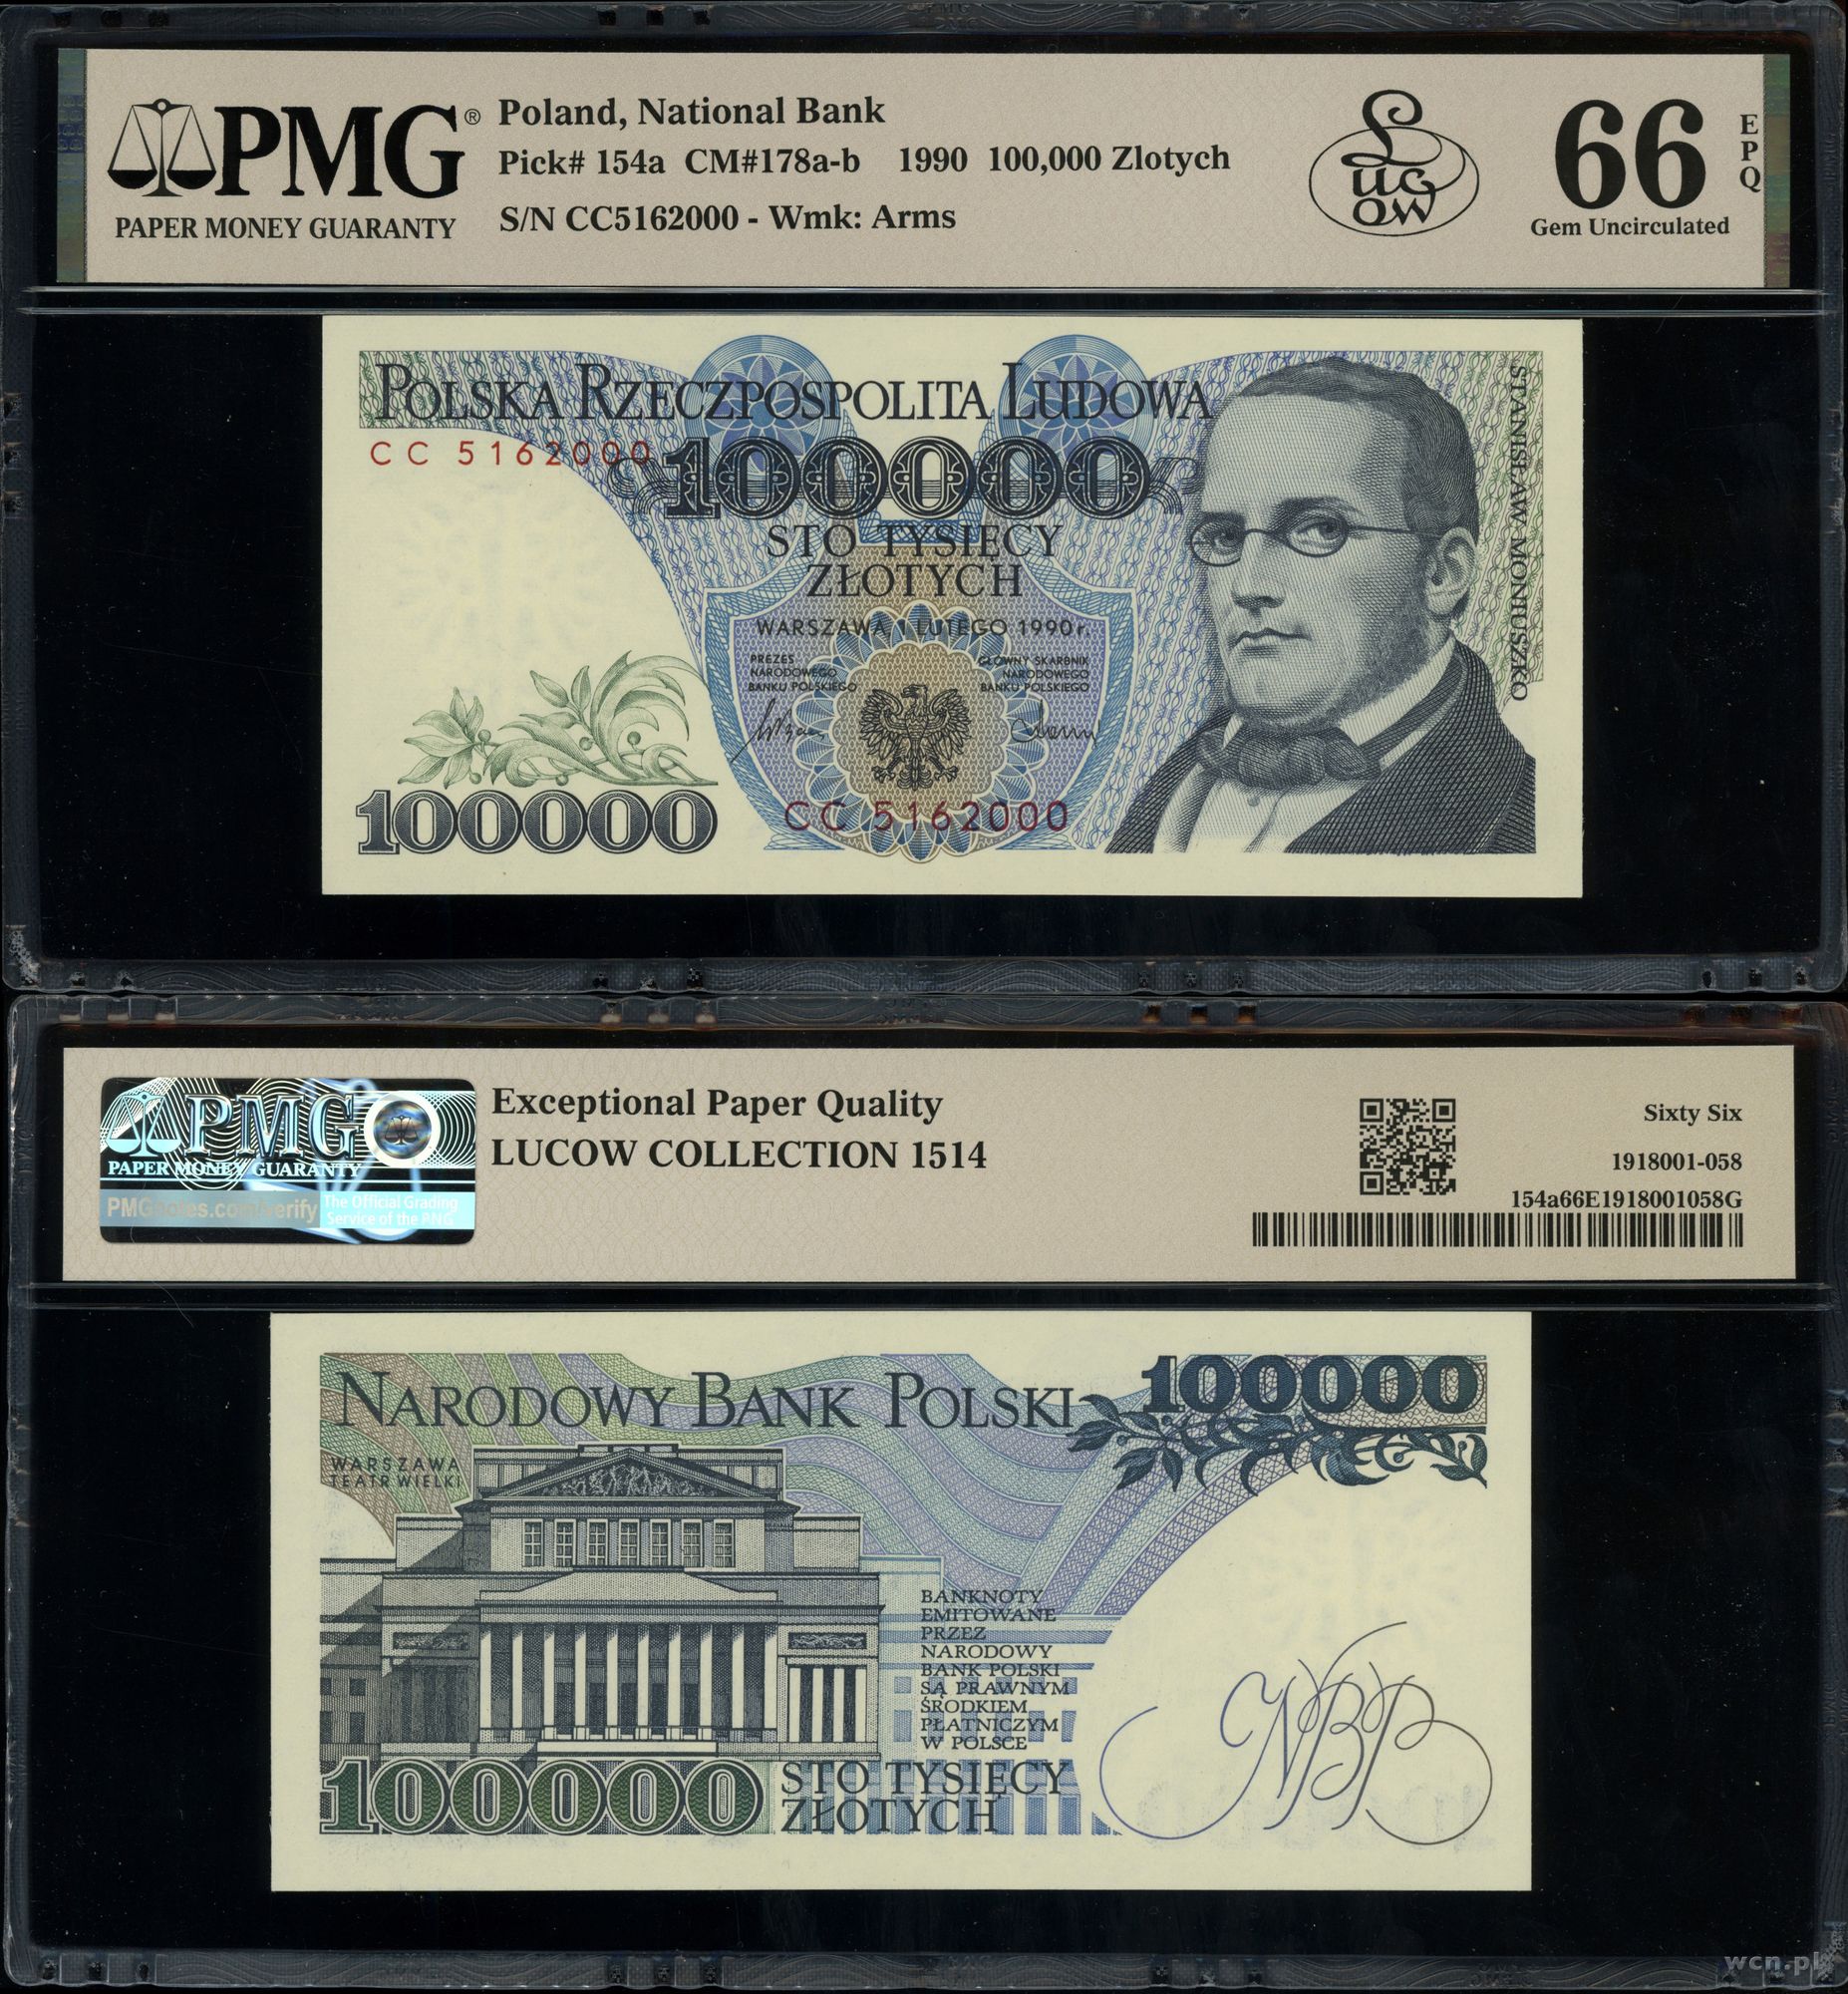 PMG®
PAPER MONEY GUARANTY
Poland, National Bank
Pick# 154a CM#178a-b 1990 100,000 Zlotych
S/N CC5162000 - Wmk: Arms
Lucow
66
EPQ
Gem Uncirculated
POLSKA RZECZPOSPOLITA LUDOWA
CC 5162000
100000
STO TYSIĘCY
ZŁOTYCH
WARSZAWA 1 LUTEGO 1990 r.
PREZES
NARODOWEGO
BANKU POLSKIEGO
GŁÓWNY SKARBNIK
NARODOWEGO
BANKU POLSKIEGO
CC 5162000
100000
STANISŁAW MONIUSZKO
PMG
PAPER MONEY GUARANTY
PMGnotes.com/verify
The Official Grading
Service of the PNG
Exceptional Paper Quality
LUCOW COLLECTION 1514
Sixty Six
1918001-058
154a66E1918001058G
NARODOWY BANK POLSKI
100000
WARSZAWA
TEATR WIELKI
BANKNOTY
EMITOWANE
PRZEZ
NARODOWY
BANK POLSKI
SĄ PRAWNYM
ŚRODKIEM
PŁATNICZYM
W POLSCE
100000
STO TYSIĘCY
ZŁOTYCH
NBP
wcn.pl